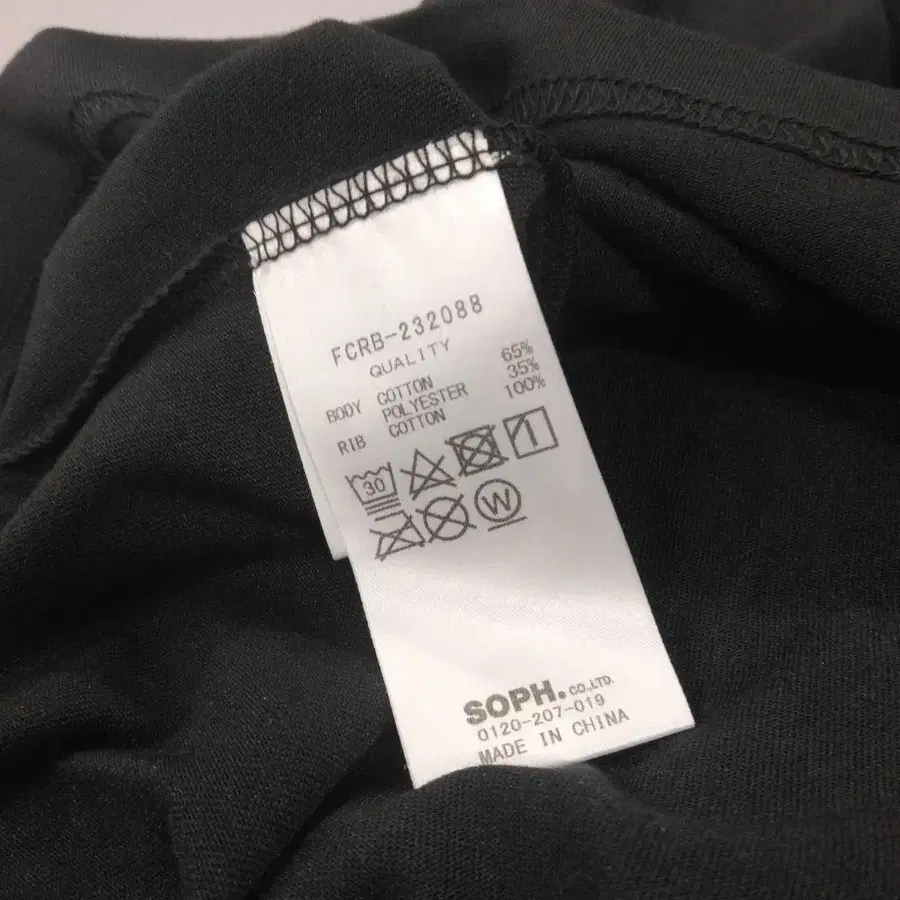 FCRB-232088
QUALITY
BODY COTTON 65%
POLYESTER 35%
RIB COTTON 100%
30
W
SOPH. CO.,LTD.
0120-207-019
MADE IN CHINA